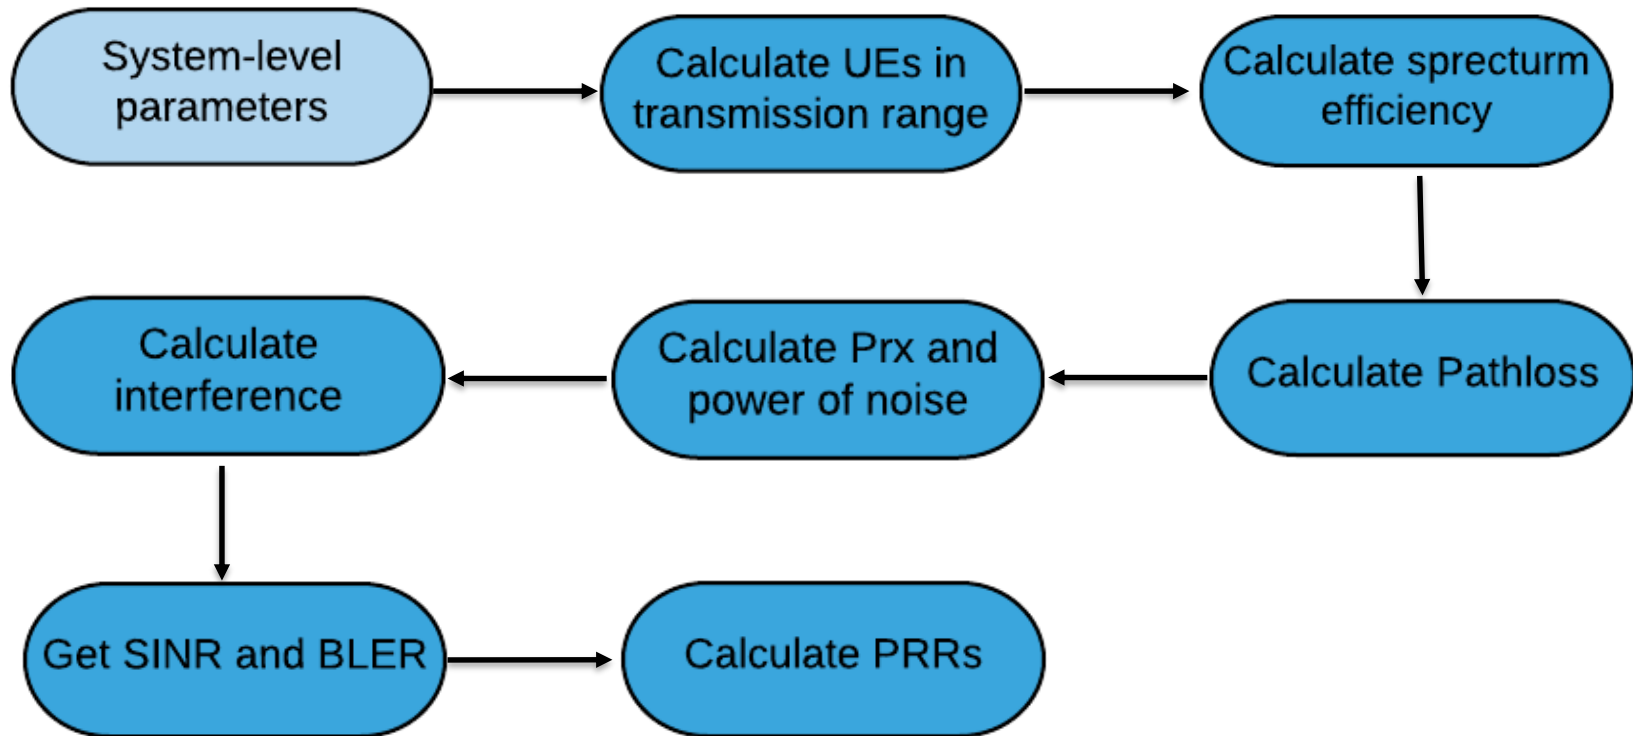 System-level
parameters
Calculate UEs in
transmission range
Calculate sprecturm
efficiency
Calculate Pathloss
Calculate Prx and
power of noise
Calculate
interference
Get SINR and BLER
Calculate PRRs